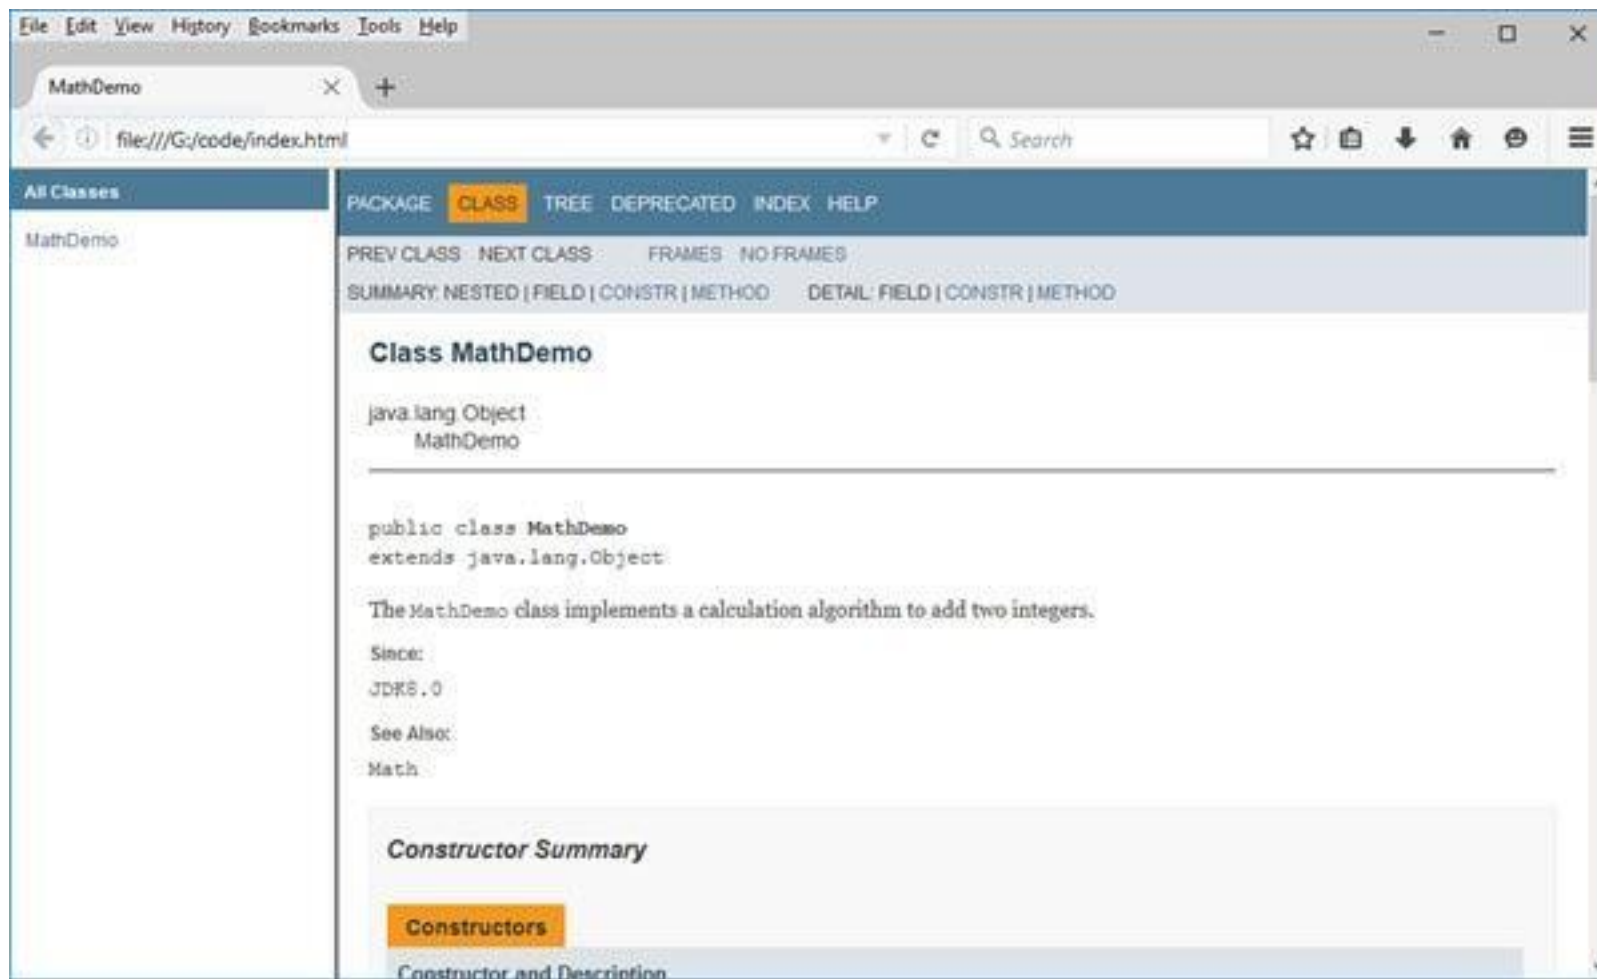 File Edit View History Bookmarks Tools Help
MathDemo
file:///G:/code/index.html
Search
All Classes
MathDemo
PACKAGE CLASS TREE DEPRECATED INDEX HELP
PREV CLASS NEXT CLASS FRAMES NO FRAMES
SUMMARY: NESTED | FIELD | CONSTR | METHOD DETAIL: FIELD | CONSTR | METHOD
Class MathDemo
java.lang.Object
MathDemo
public class MathDemo
extends java.lang.Object
The MathDemo class implements a calculation algorithm to add two integers.
Since:
JDK8.0
See Also:
Math
Constructor Summary
Constructors
Constructor and Description